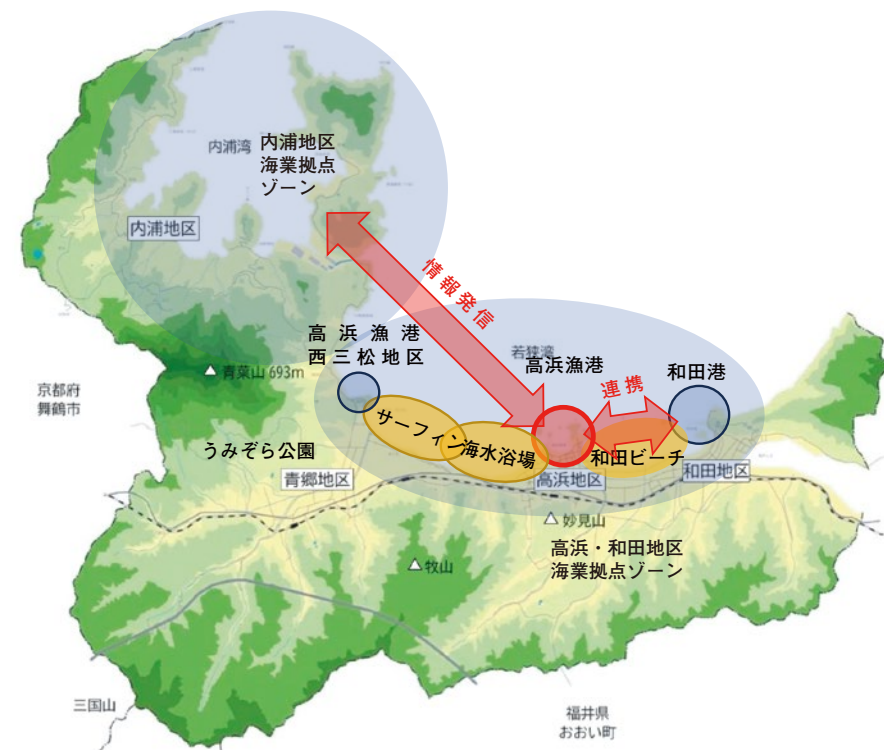 内浦湾
内浦地区
海業拠点
ゾーン
内浦地区
情報発信
高浜漁港
西三松地区
若狭湾
高浜漁港
連携
和田港
青葉山 693m
京都府
舞鶴市
サーフィン
海水浴場
和田ビーチ
うみぞら公園
青郷地区
高浜地区
和田地区
妙見山
高浜・和田地区
海業拠点ゾーン
牧山
三国山
福井県
おおい町